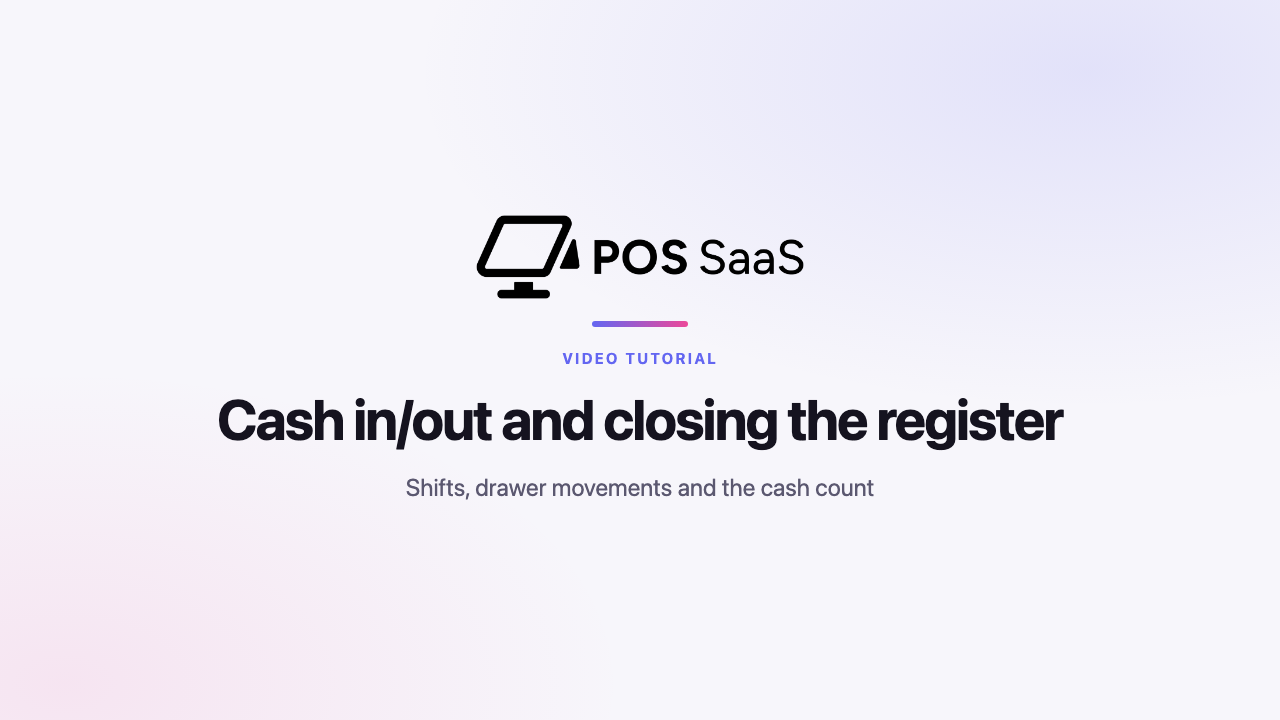 POS SaaS
VIDEO TUTORIAL
Cash in/out and closing the register
Shifts, drawer movements and the cash count